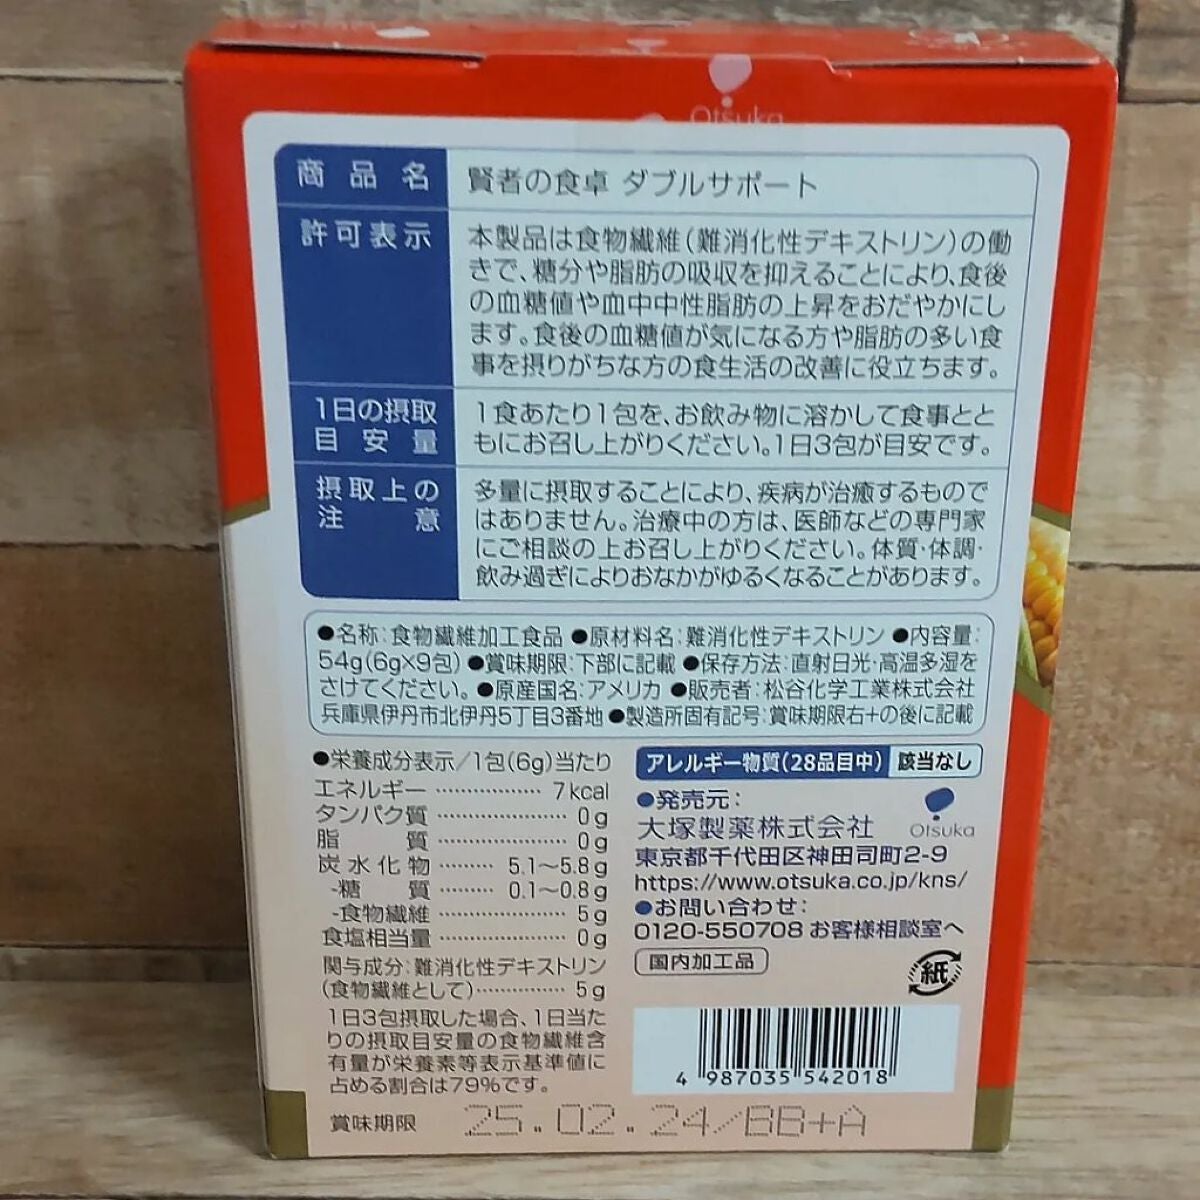 Otsuka
商品名 賢者の食卓 ダブルサポート
許可表示 本製品は食物繊維(難消化性デキストリン)の働
きで、糖分や脂肪の吸収を抑えることにより、食後
の血糖値や血中中性脂肪の上昇をおだやかにし
ます。食後の血糖値が気になる方や脂肪の多い食
事を摂りがちな方の食生活の改善に役立ちます。
1日の摂取
目安量
1食あたり1包を、お飲み物に溶かして食事とと
もにお召し上がりください。1日3包が目安です。
摂取上の
注意
多量に摂取することにより、疾病が治癒するもので
はありません。治療中の方は、医師などの専門家
にご相談の上お召し上がりください。体質・体調・
飲み過ぎによりおなかがゆるくなることがあります。
●名称:食物繊維加工食品 ●原材料名:難消化性デキストリン ●内容量:
54g(6g×9包) ●賞味期限:下部に記載 ●保存方法:直射日光・高温多湿を
さけてください。 ●原産国名:アメリカ ●販売者:松谷化学工業株式会社
兵庫県伊丹市北伊丹5丁目3番地 ●製造所固有記号:賞味期限右+の後に記載
●栄養成分表示/1包(6g)当たり
エネルギー ……………… 7kcal
タンパク質 ………………… 0g
脂質 ………………… 0g
炭水化物 ……… 5.1〜5.8g
-糖質 ……… 0.1〜0.8g
-食物繊維 ………………… 5g
食塩相当量 ………………… 0g
関与成分:難消化性デキストリン
(食物繊維として)…………… 5g
1日3包摂取した場合、1日当た
りの摂取目安量の食物繊維含
有量が栄養素等表示基準値に
占める割合は79%です。
アレルギー物質(28品目中) 該当なし
●発売元:
大塚製薬株式会社 Otsuka
東京都千代田区神田司町2-9
https://www.otsuka.co.jp/kns/
●お問い合わせ:
0120-550708 お客様相談室へ
国内加工品
紙
4 987035 542018
賞味期限 25.02.24/BB+A